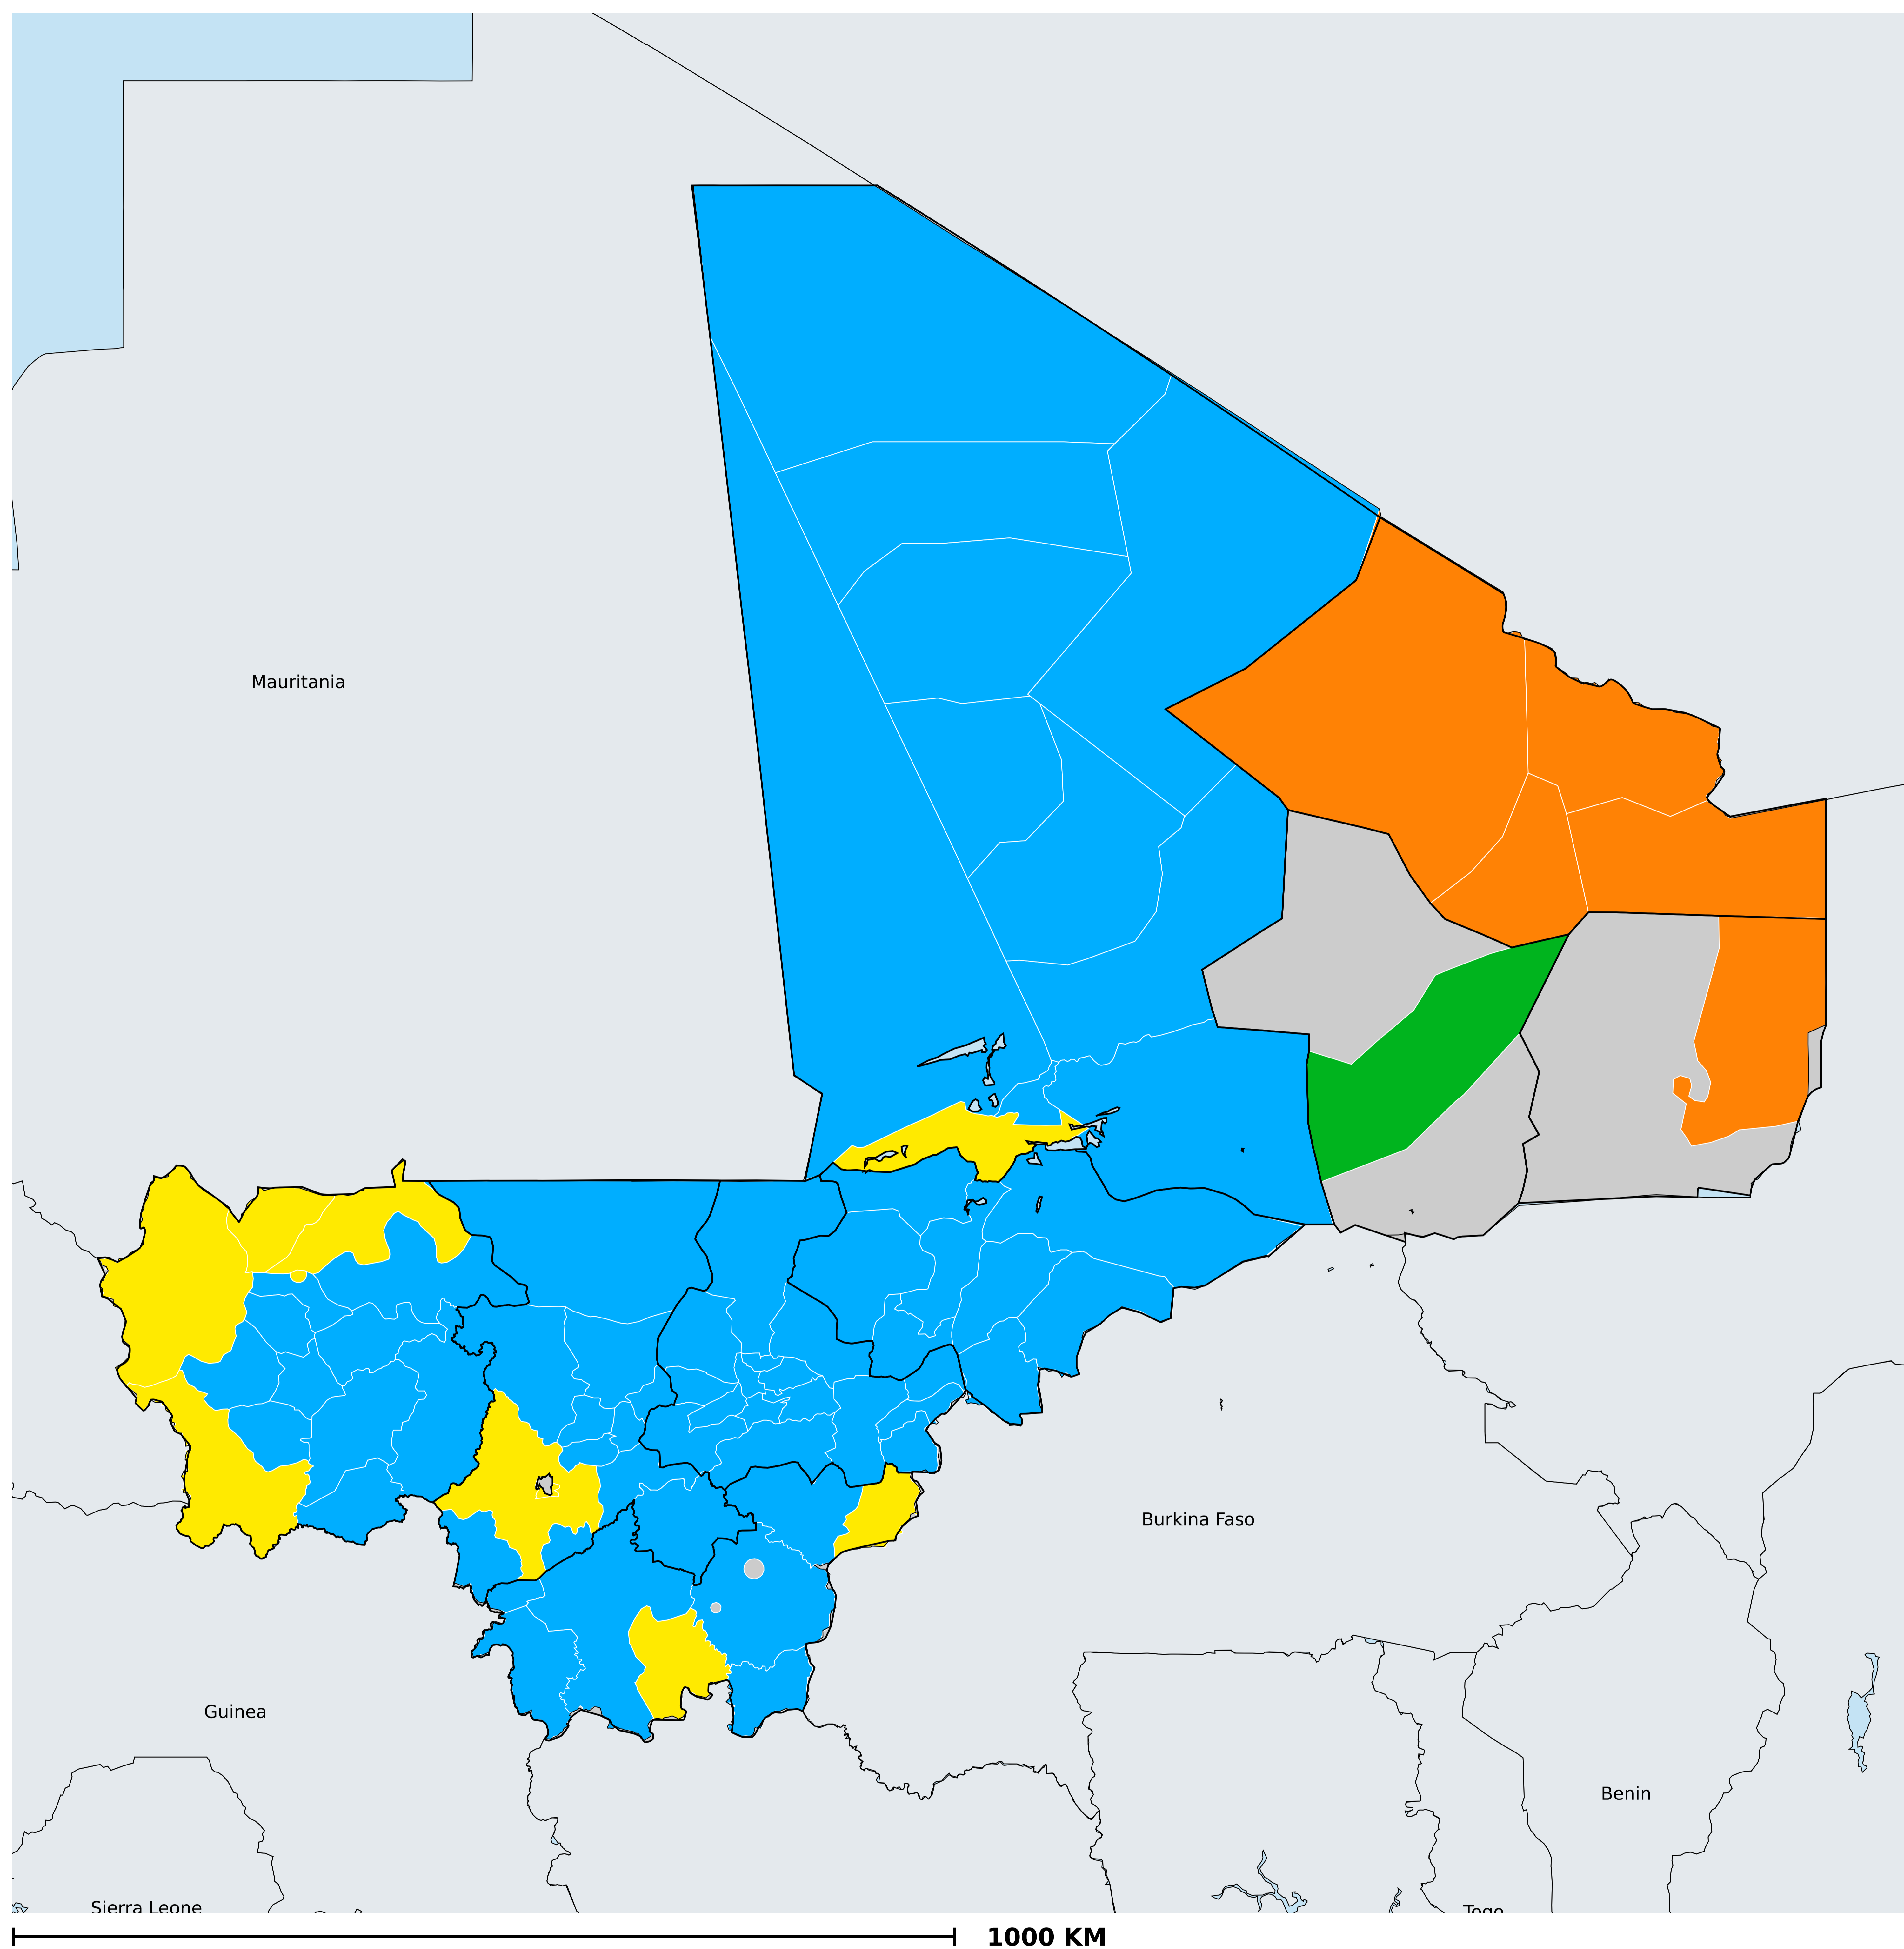 Mauritania
Burkina Faso
Guinea
Benin
Sierra Leone
Togo
1000 KM